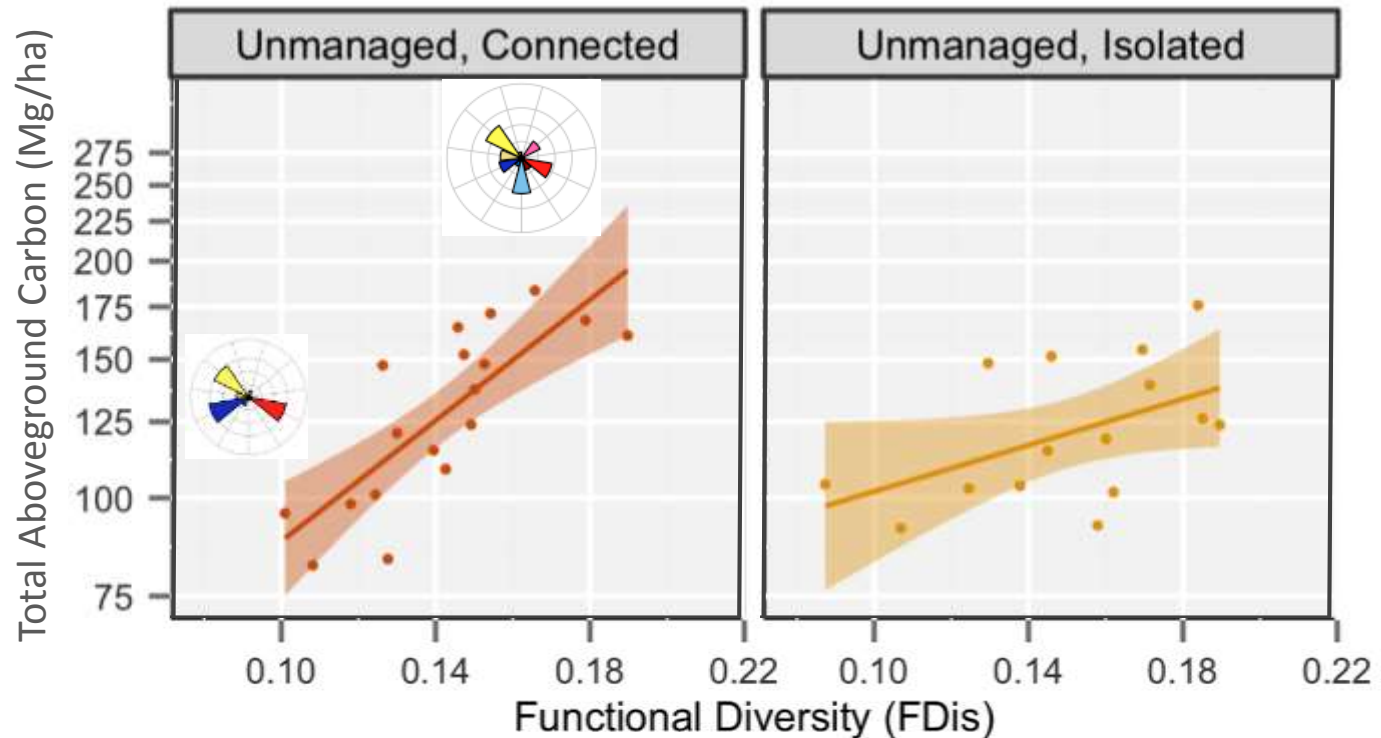 Unmanaged, Connected
Unmanaged, Isolated
Total Aboveground Carbon (Mg/ha)
275
250
225
200
175
150
125
100
75
0.10 0.14 0.18 0.22 0.10 0.14 0.18 0.22
Functional Diversity (FDis)